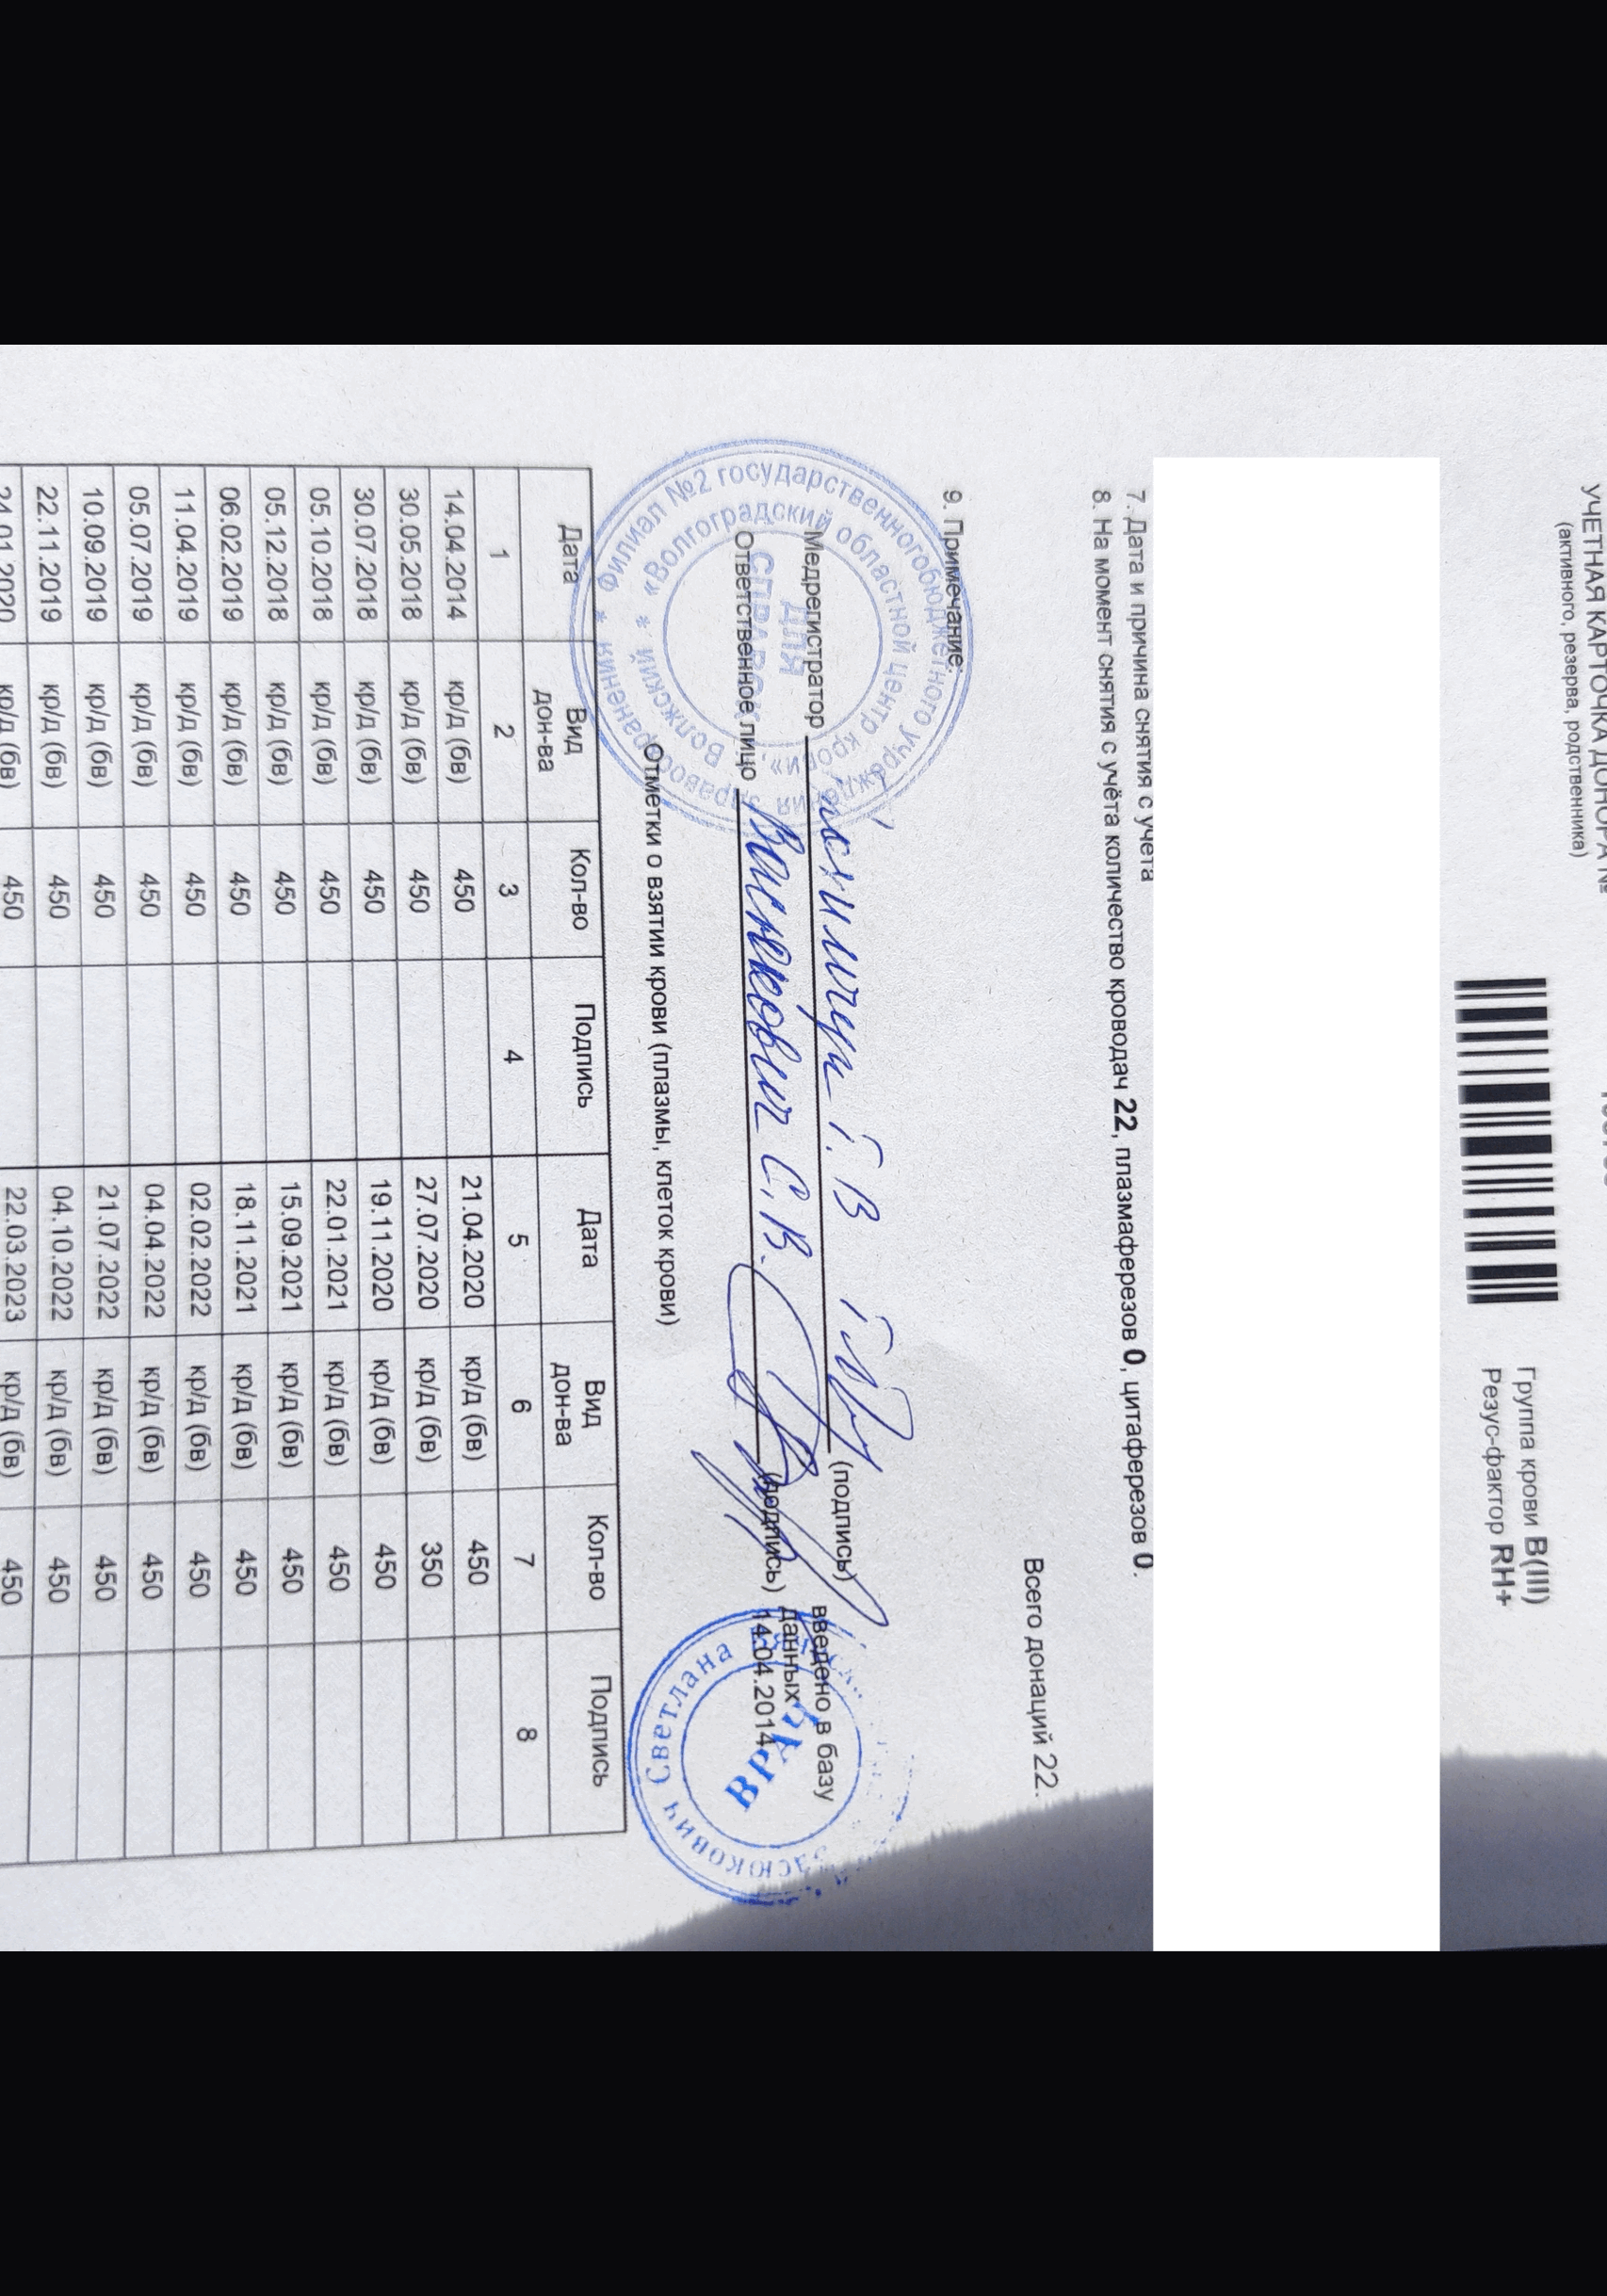 УЧЕТНАЯ КАРТОЧКА ДОНОРА №
(активного, резерва, родственника)
Группа крови B(III)
Резус-фактор RH+
7. Дата и причина снятия с учёта
8. На момент снятия с учёта количество кроводач 22, плазмаферезов 0, цитаферезов 0.
Всего донаций 22.
9. Примечание:
Медрегистратор (подпись) введено в базу
данных
Ответственное лицо Васюкович С.В. (подпись) 14.04.2014
Филиал №2 государственного бюджетного учреждения здравоохранения
«Волгоградский областной центр крови», Волжский
ДЛЯ
СПРАВОК
Васюкович Светлана
ВРАЧ
Отметки о взятии крови (плазмы, клеток крови)
Дата Вид дон-ва Кол-во Подпись Дата Вид дон-ва Кол-во Подпись
1 2 3 4 5 6 7 8
14.04.2014 кр/д (бв) 450 21.04.2020 кр/д (бв) 450
30.05.2018 кр/д (бв) 450 27.07.2020 кр/д (бв) 350
30.07.2018 кр/д (бв) 450 19.11.2020 кр/д (бв) 450
05.10.2018 кр/д (бв) 450 22.01.2021 кр/д (бв) 450
05.12.2018 кр/д (бв) 450 15.09.2021 кр/д (бв) 450
06.02.2019 кр/д (бв) 450 18.11.2021 кр/д (бв) 450
11.04.2019 кр/д (бв) 450 02.02.2022 кр/д (бв) 450
05.07.2019 кр/д (бв) 450 04.04.2022 кр/д (бв) 450
10.09.2019 кр/д (бв) 450 21.07.2022 кр/д (бв) 450
22.11.2019 кр/д (бв) 450 04.10.2022 кр/д (бв) 450
24.01.2020 кр/д (бв) 450 22.03.2023 кр/д (бв) 450